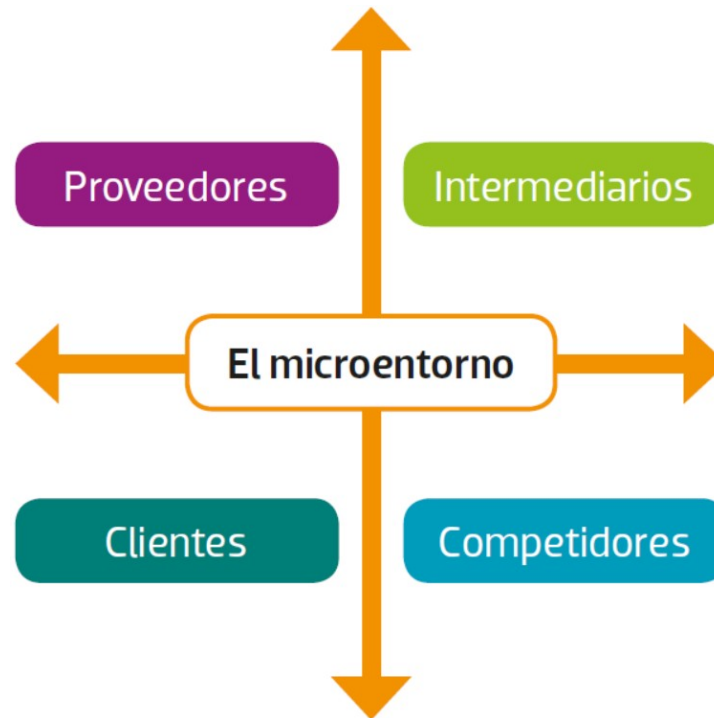 Proveedores
Intermediarios
El microentorno
Clientes
Competidores